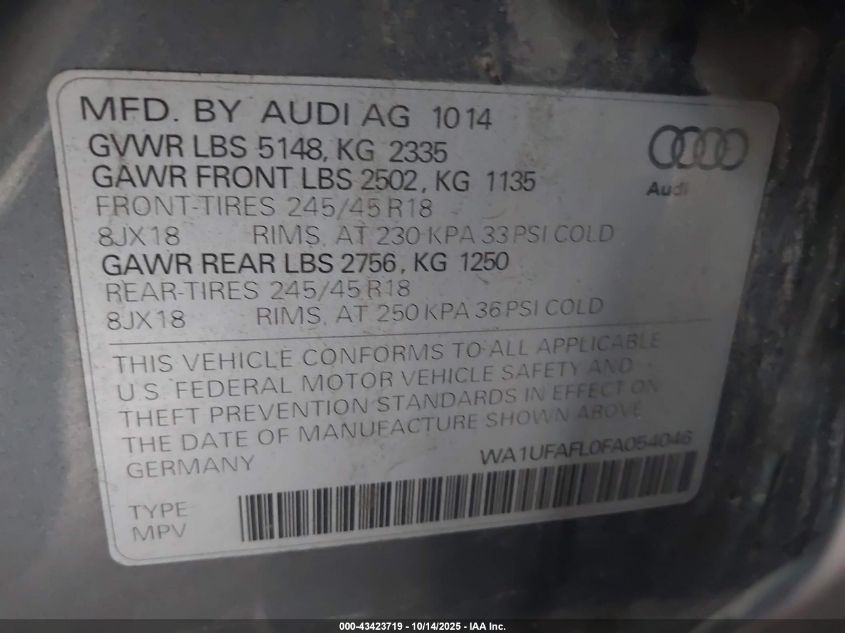 MFD. BY AUDI AG 10 14
GVWR LBS 5148, KG 2335
GAWR FRONT LBS 2502, KG 1135
FRONT-TIRES 245/45 R18
8JX18 RIMS, AT 230 KPA 33 PSI COLD
GAWR REAR LBS 2756, KG 1250
REAR-TIRES 245/45 R18
8JX18 RIMS, AT 250 KPA 36 PSI COLD
Audi
THIS VEHICLE CONFORMS TO ALL APPLICABLE
U.S. FEDERAL MOTOR VEHICLE SAFETY AND
THEFT PREVENTION STANDARDS IN EFFECT ON
THE DATE OF MANUFACTURE SHOWN ABOVE
GERMANY WA1UFAFL0FA054046
TYPE
MPV
000-43423719 - 10/14/2025 - IAA Inc.